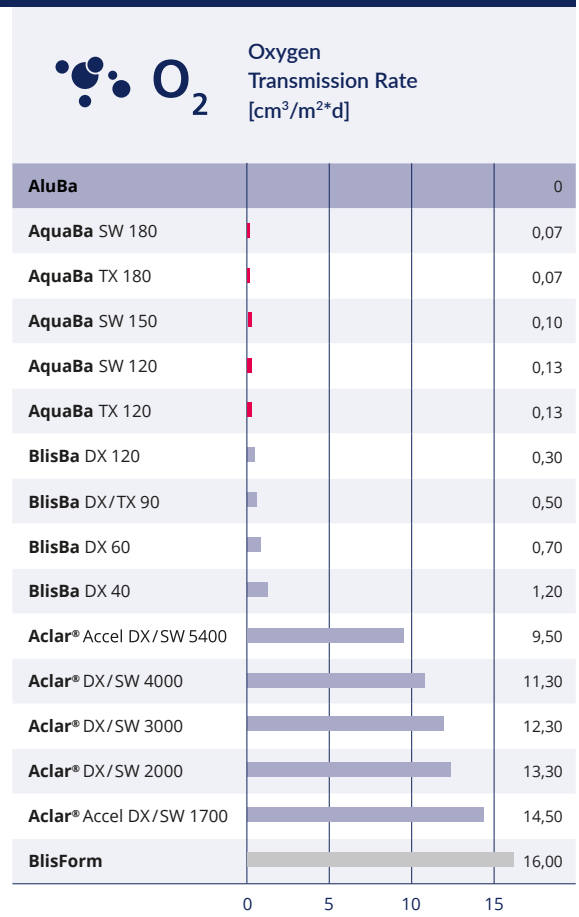 O2
Oxygen
Transmission Rate
[cm³/m²*d]
AluBa 0
AquaBa SW 180 0,07
AquaBa TX 180 0,07
AquaBa SW 150 0,10
AquaBa SW 120 0,13
AquaBa TX 120 0,13
BlisBa DX 120 0,30
BlisBa DX/TX 90 0,50
BlisBa DX 60 0,70
BlisBa DX 40 1,20
Aclar® Accel DX/SW 5400 9,50
Aclar® DX/SW 4000 11,30
Aclar® DX/SW 3000 12,30
Aclar® DX/SW 2000 13,30
Aclar® Accel DX/SW 1700 14,50
BlisForm 16,00
0 5 10 15